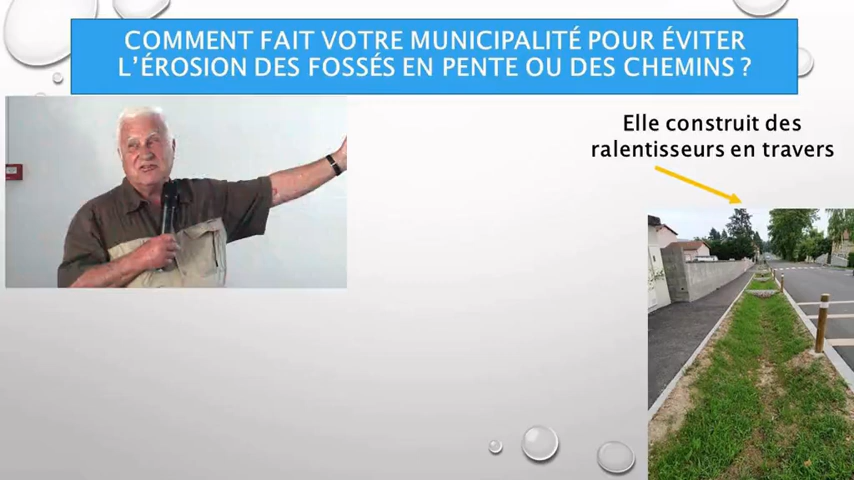 COMMENT FAIT VOTRE MUNICIPALITÉ POUR ÉVITER
L’ÉROSION DES FOSSÉS EN PENTE OU DES CHEMINS ?
Elle construit des
ralentisseurs en travers